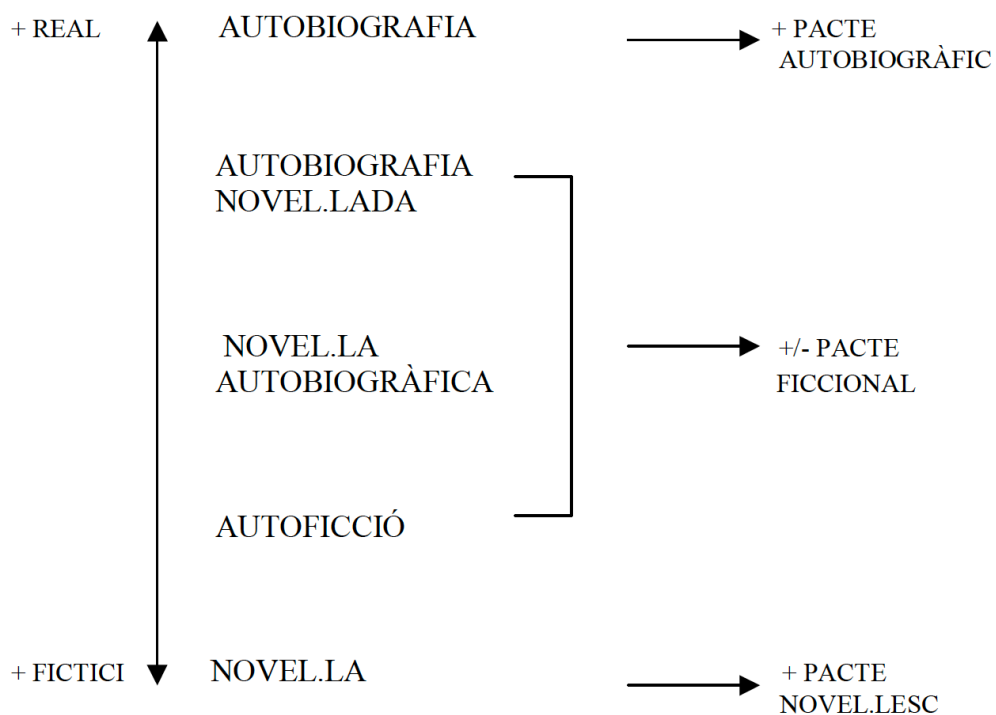 + REAL
AUTOBIOGRAFIA
+ PACTE
AUTOBIOGRÀFIC
AUTOBIOGRAFIA
NOVEL.LADA
NOVEL.LA
AUTOBIOGRÀFICA
+/- PACTE
FICCIONAL
AUTOFICCIÓ
+ FICTICI
NOVEL.LA
+ PACTE
NOVEL.LESC